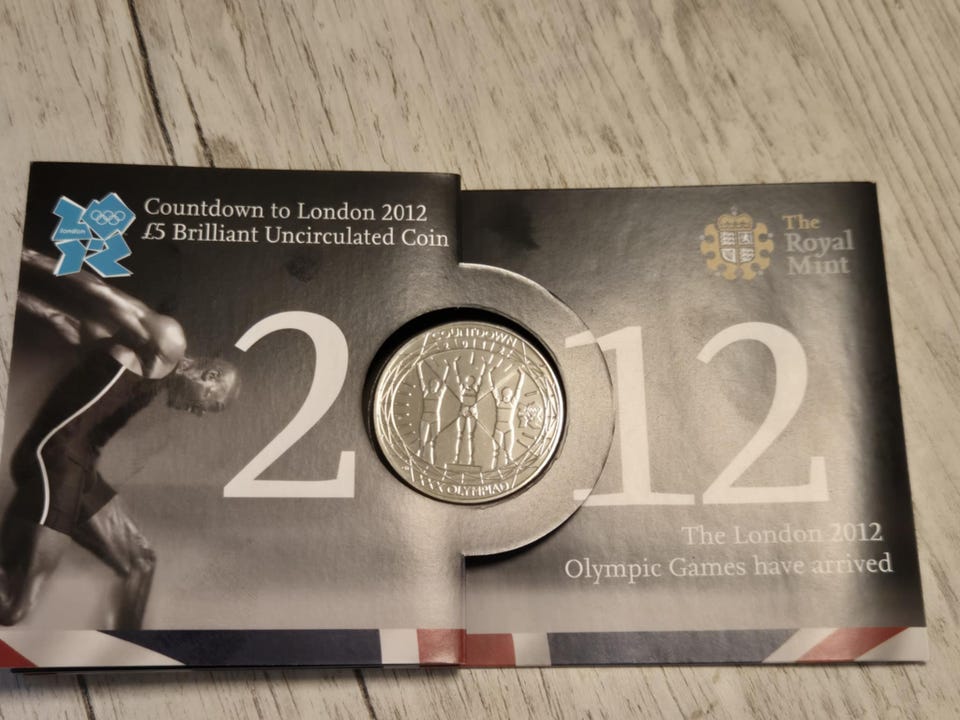 london
Countdown to London 2012
£5 Brilliant Uncirculated Coin
The
Royal
Mint
2
12
COUNTDOWN
XXX OLYMPIAD
The London 2012
Olympic Games have arrived